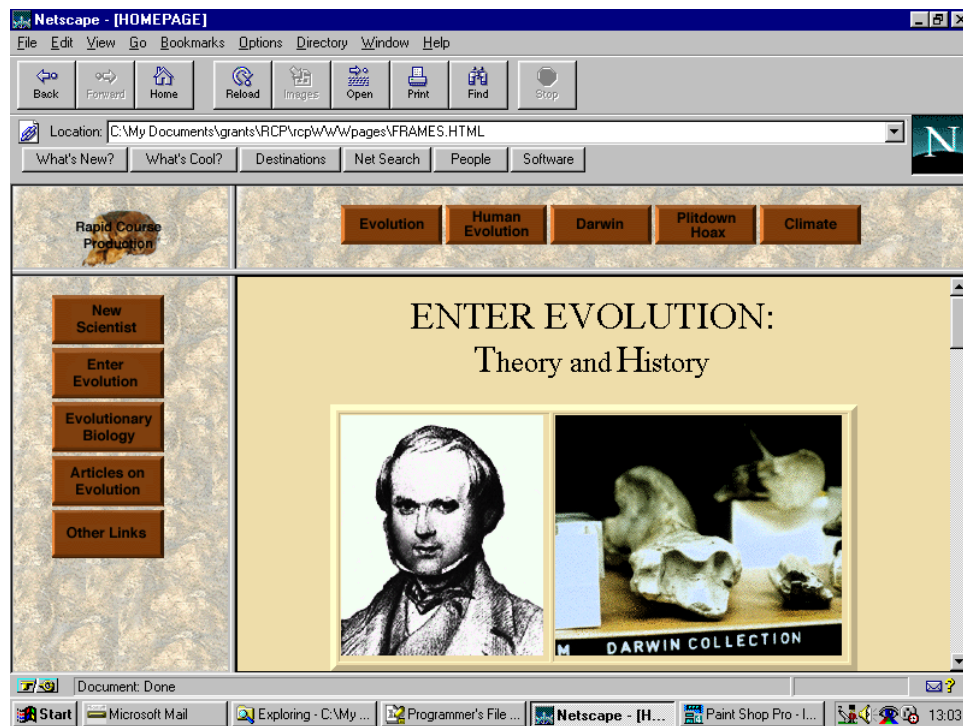 Netscape - [HOMEPAGE]
File Edit View Go Bookmarks Options Directory Window Help
Back Forward Home Reload Images Open Print Find Stop
Location: C:\My Documents\grants\RCP\rcpWWWpages\FRAMES.HTML
N
What's New? What's Cool? Destinations Net Search People Software
Rapid Course
Production
Evolution
Human
Evolution
Darwin
Plitdown
Hoax
Climate
New
Scientist
Enter
Evolution
Evolutionary
Biology
Articles on
Evolution
Other Links
ENTER EVOLUTION:
Theory and History
M DARWIN COLLECTION
Document: Done
Start Microsoft Mail Exploring - C:\My ... Programmer's File ... Netscape - [H... Paint Shop Pro - I... 13:03